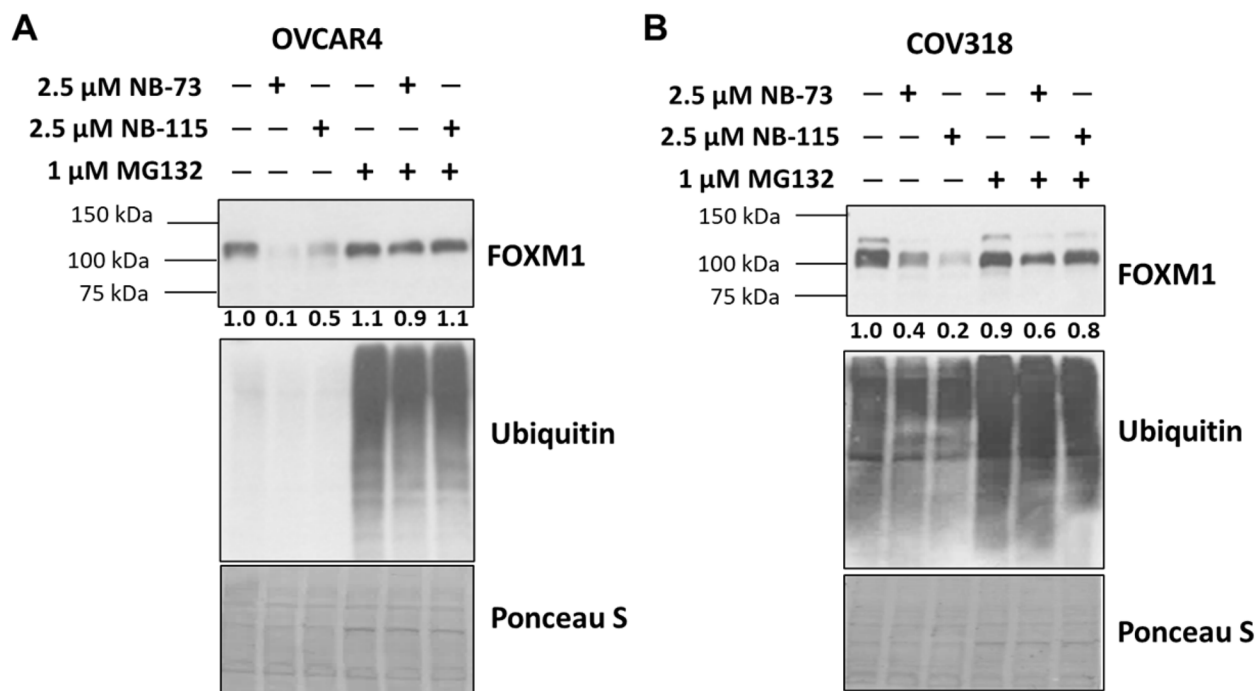 A
OVCAR4
2.5 µM NB-73 – + – – + –
2.5 µM NB-115 – – + – – +
1 µM MG132 – – – + + +
150 kDa
100 kDa
75 kDa
FOXM1
1.0 0.1 0.5 1.1 0.9 1.1
Ubiquitin
Ponceau S
B
COV318
2.5 µM NB-73 – + – – + –
2.5 µM NB-115 – – + – – +
1 µM MG132 – – – + + +
150 kDa
100 kDa
75 kDa
FOXM1
1.0 0.4 0.2 0.9 0.6 0.8
Ubiquitin
Ponceau S